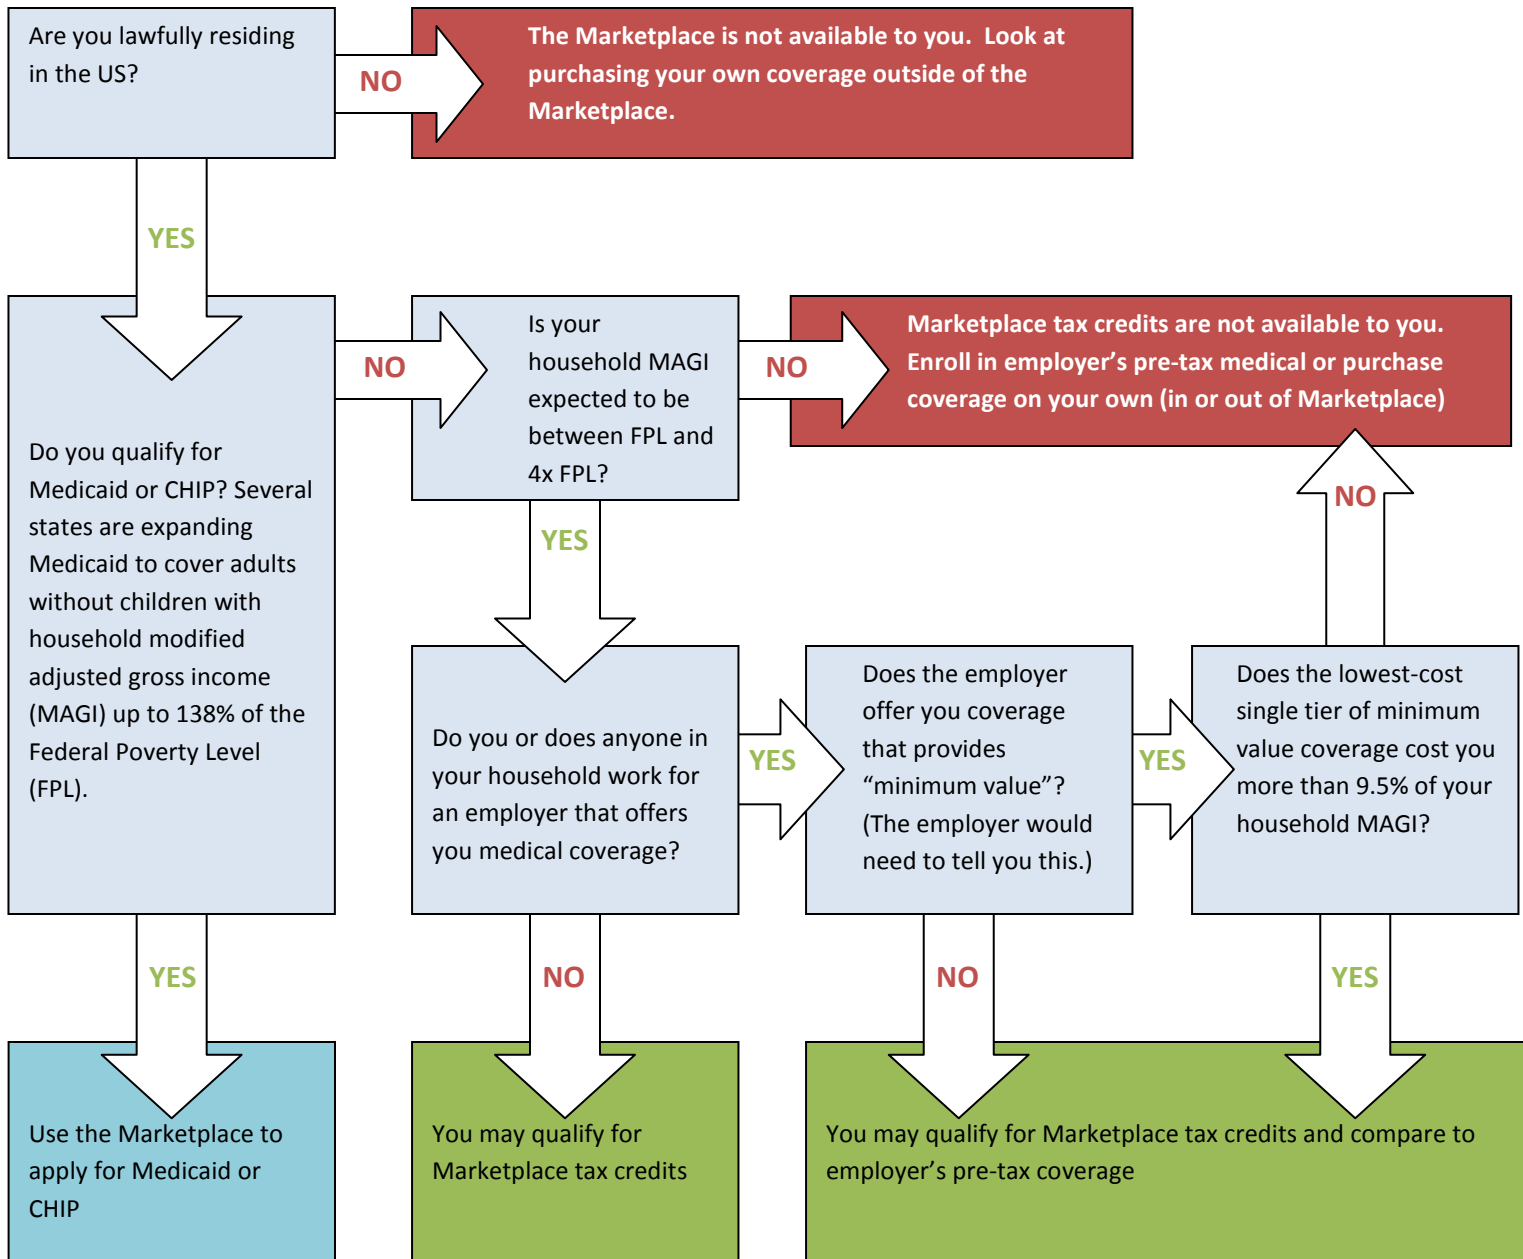 Are you lawfully residing
in the US?
NO
The Marketplace is not available to you.  Look at
purchasing your own coverage outside of the
Marketplace.
YES
Do you qualify for
Medicaid or CHIP? Several
states are expanding
Medicaid to cover adults
without children with
household modified
adjusted gross income
(MAGI) up to 138% of the
Federal Poverty Level
(FPL).
NO
Is your
household MAGI
expected to be
between FPL and
4x FPL?
NO
Marketplace tax credits are not available to you.
Enroll in employer’s pre-tax medical or purchase
coverage on your own (in or out of Marketplace)
YES
NO
Do you or does anyone in
your household work for
an employer that offers
you medical coverage?
YES
Does the employer
offer you coverage
that provides
“minimum value”?
(The employer would
need to tell you this.)
YES
Does the lowest-cost
single tier of minimum
value coverage cost you
more than 9.5% of your
household MAGI?
YES
NO
NO
YES
Use the Marketplace to
apply for Medicaid or
CHIP
You may qualify for
Marketplace tax credits
You may qualify for Marketplace tax credits and compare to
employer’s pre-tax coverage